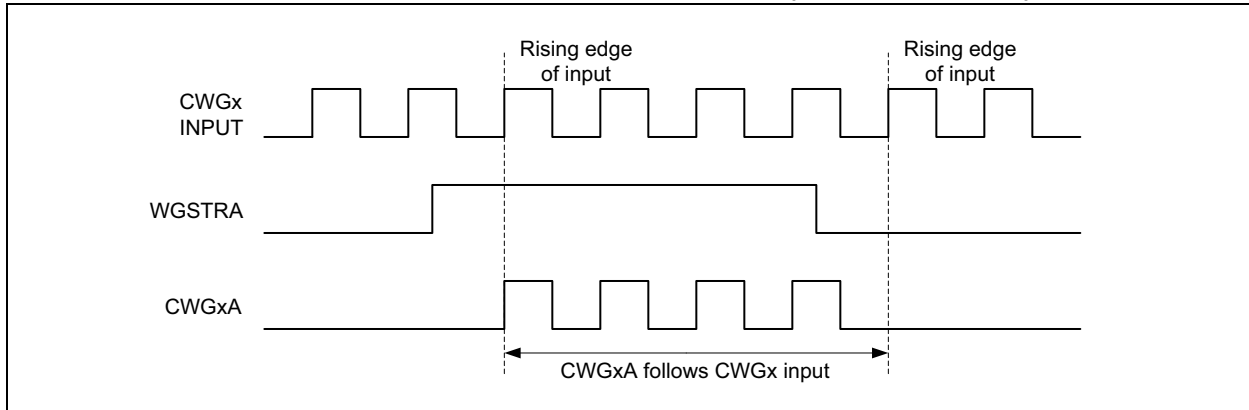 Rising edge
of input
Rising edge
of input
CWGx
INPUT
WGSTRA
CWGxA
CWGxA follows CWGx input